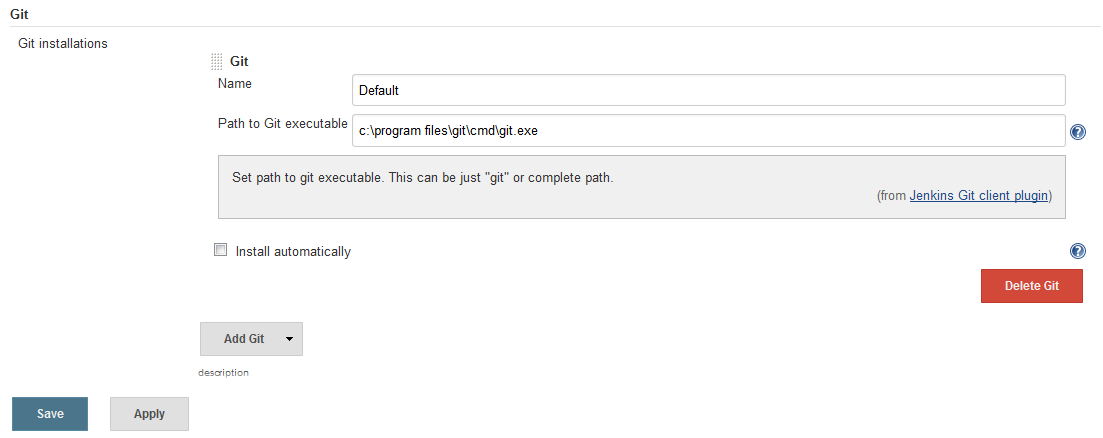 Git
Git installations
Git
Name
Default
Path to Git executable
c:\program files\git\cmd\git.exe
?
Set path to git executable. This can be just "git" or complete path.
(from Jenkins Git client plugin)
Install automatically
?
Delete Git
Add Git
description
Save
Apply